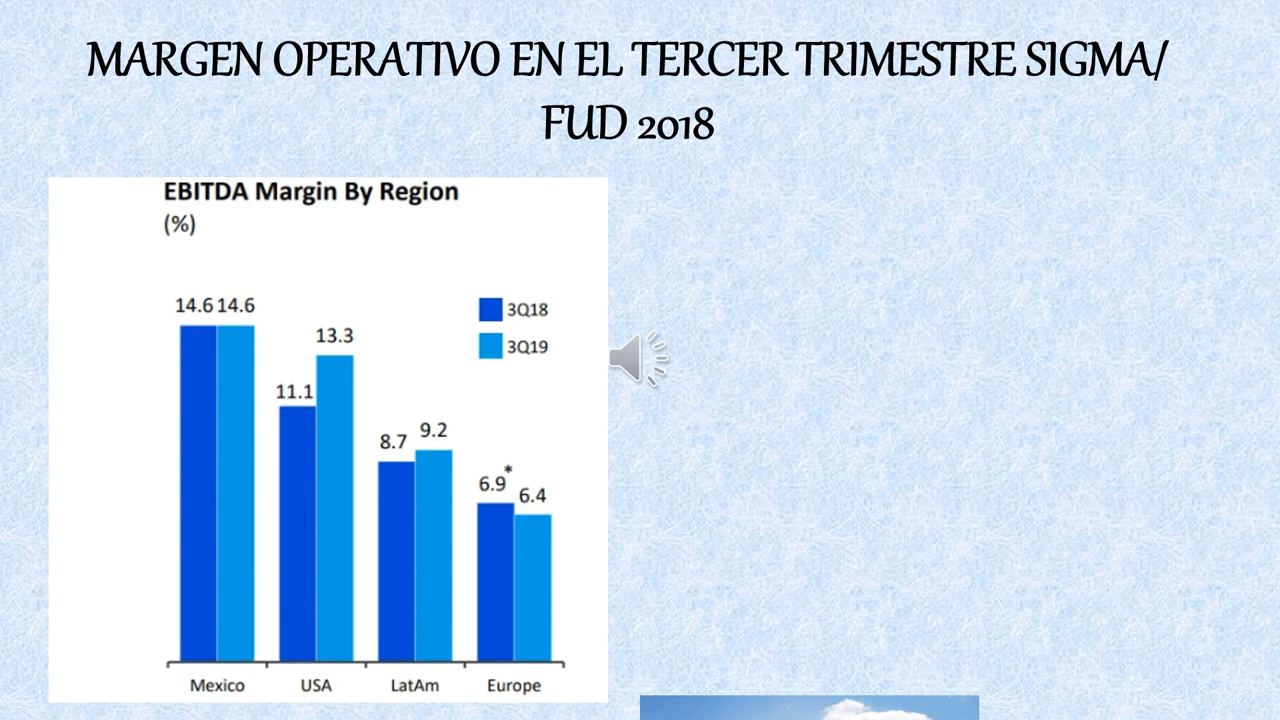 MARGEN OPERATIVO EN EL TERCER TRIMESTRE SIGMA/
FUD 2018
EBITDA Margin By Region
(%)
14.6 14.6
3Q18
13.3
3Q19
11.1
9.2
8.7
*
6.9
6.4
Mexico USA LatAm Europe